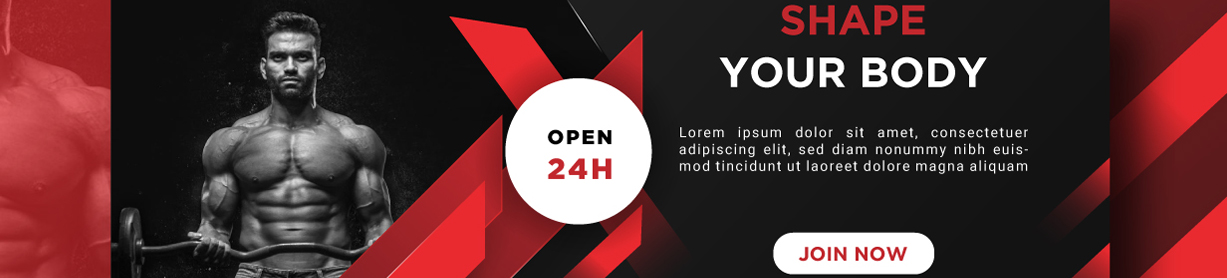 SHAPE
YOUR BODY
OPEN
24H
Lorem ipsum dolor sit amet, consectetuer
adipiscing elit, sed diam nonummy nibh euis-
mod tincidunt ut laoreet dolore magna aliquam
JOIN NOW